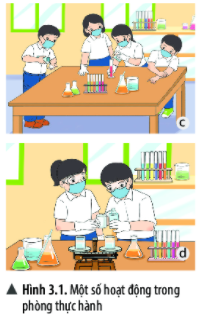 c
d
▲ Hình 3.1. Một số hoạt động trong
phòng thực hành